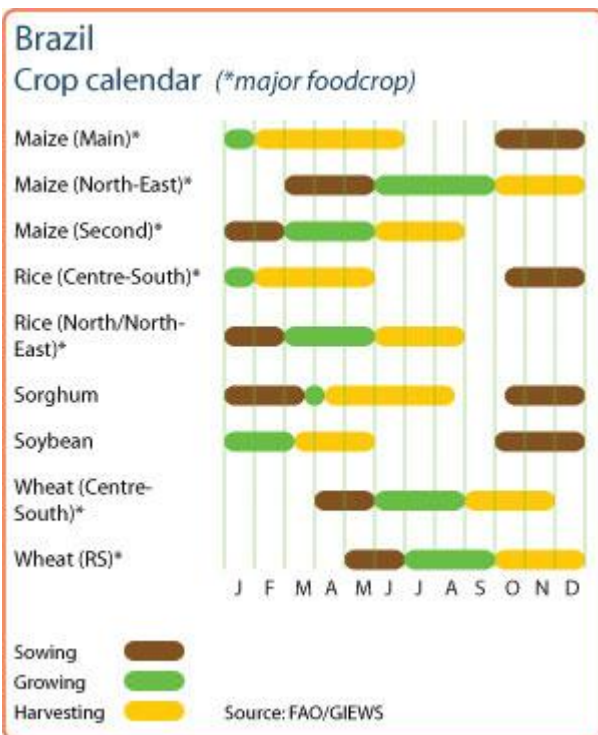 Brazil
Crop calendar (*major foodcrop)
Maize (Main)*
Maize (North-East)*
Maize (Second)*
Rice (Centre-South)*
Rice (North/North-
East)*
Sorghum
Soybean
Wheat (Centre-
South)*
Wheat (RS)*
J F M A M J J A S O N D
Sowing
Growing
Harvesting
Source: FAO/GIEWS